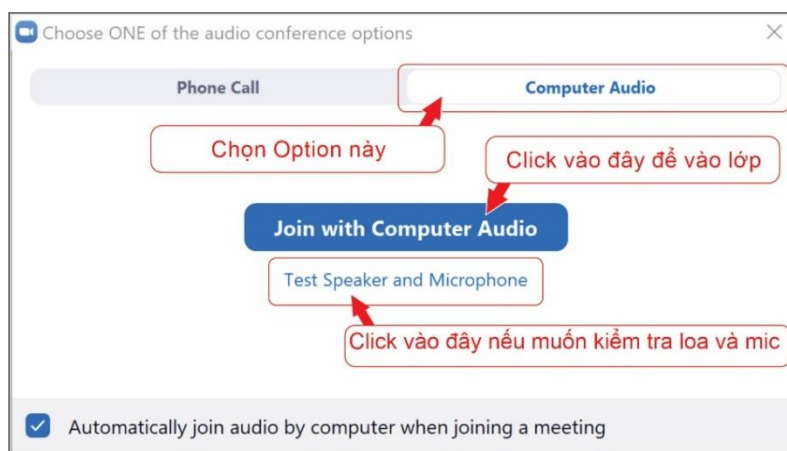 Choose ONE of the audio conference options
Phone Call
Computer Audio
Chọn Option này
Click vào đây để vào lớp
Join with Computer Audio
Test Speaker and Microphone
Click vào đây nếu muốn kiểm tra loa và mic
Automatically join audio by computer when joining a meeting